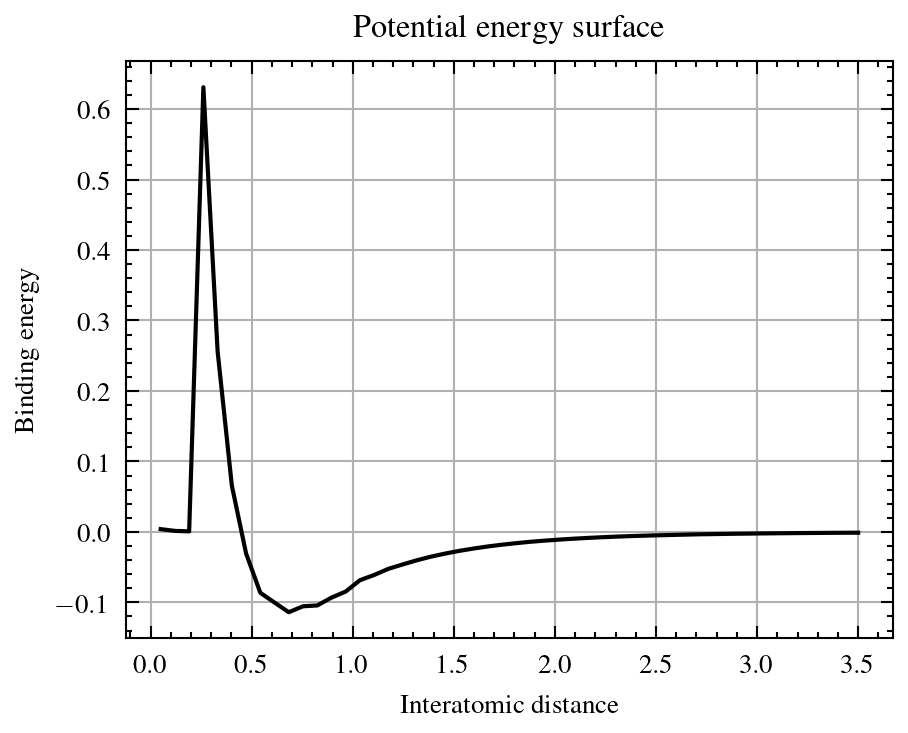 Potential energy surface
Binding energy
0.6
0.5
0.4
0.3
0.2
0.1
0.0
−0.1
0.0 0.5 1.0 1.5 2.0 2.5 3.0 3.5
Interatomic distance